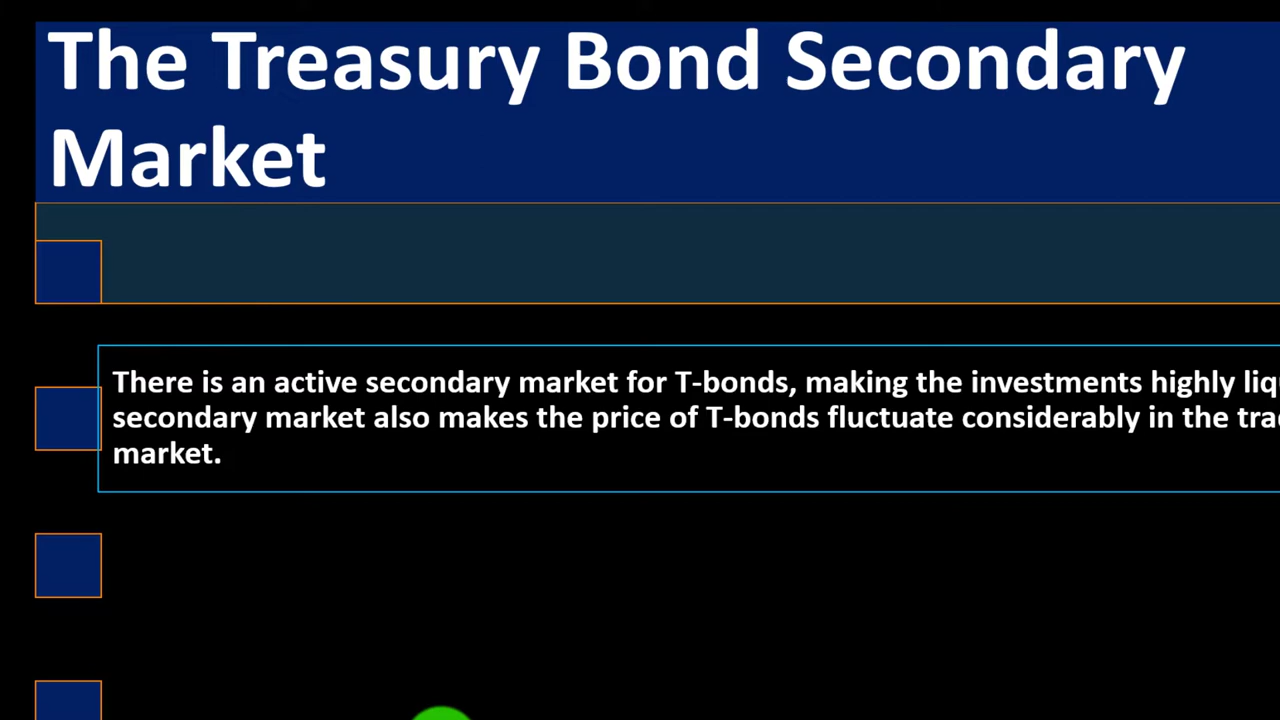 The Treasury Bond Secondary
Market
There is an active secondary market for T-bonds, making the investments highly
secondary market also makes the price of T-bonds fluctuate considerably in the
market.